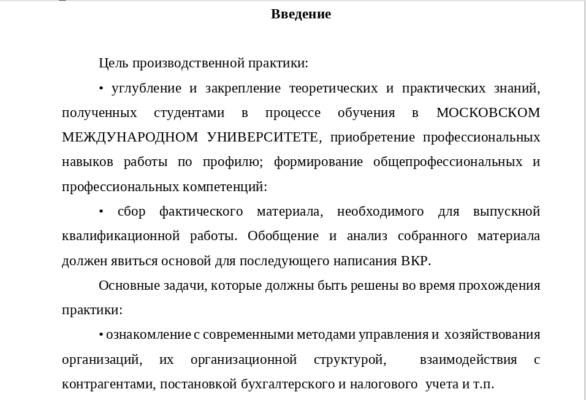 Введение
Цель производственной практики:
• углубление и закрепление теоретических и практических знаний,
полученных студентами в процессе обучения в МОСКОВСКОМ
МЕЖДУНАРОДНОМ УНИВЕРСИТЕТЕ, приобретение профессиональных
навыков работы по профилю; формирование общепрофессиональных и
профессиональных компетенций:
• сбор фактического материала, необходимого для выпускной
квалификационной работы. Обобщение и анализ собранного материала
должен явиться основой для последующего написания ВКР.
Основные задачи, которые должны быть решены во время прохождения
практики:
• ознакомление с современными методами управления и хозяйствования
организаций, их организационной структурой, взаимодействия с
контрагентами, постановкой бухгалтерского и налогового учета и т.п.